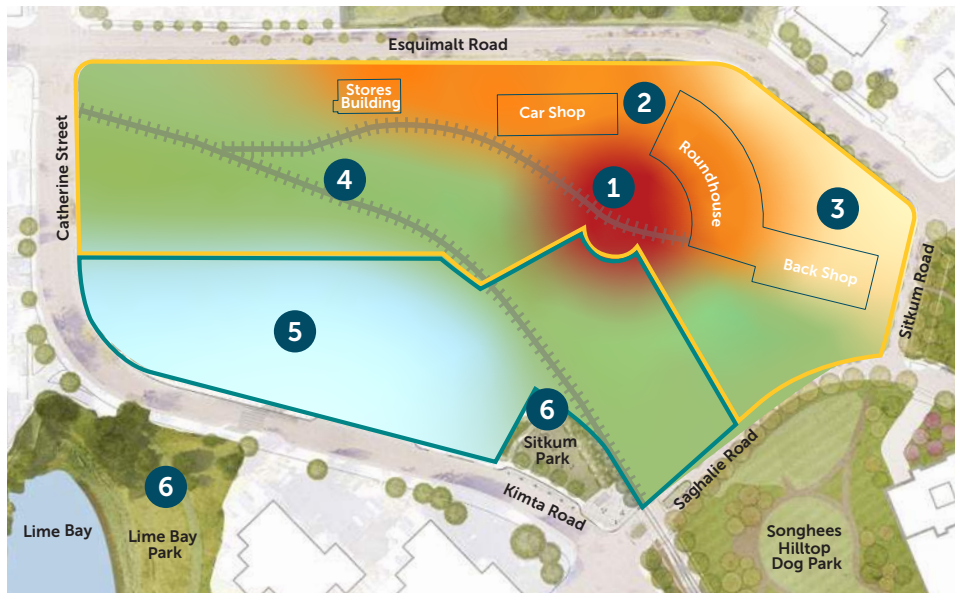 Esquimalt Road
Stores
Building
Car Shop
2
Roundhouse
Catherine Street
4
1
3
Back Shop
Sitkum Road
5
6
Sitkum
Park
Saghalie Road
6
Kimta Road
Lime Bay
Lime Bay
Park
Songhees
Hilltop
Dog Park